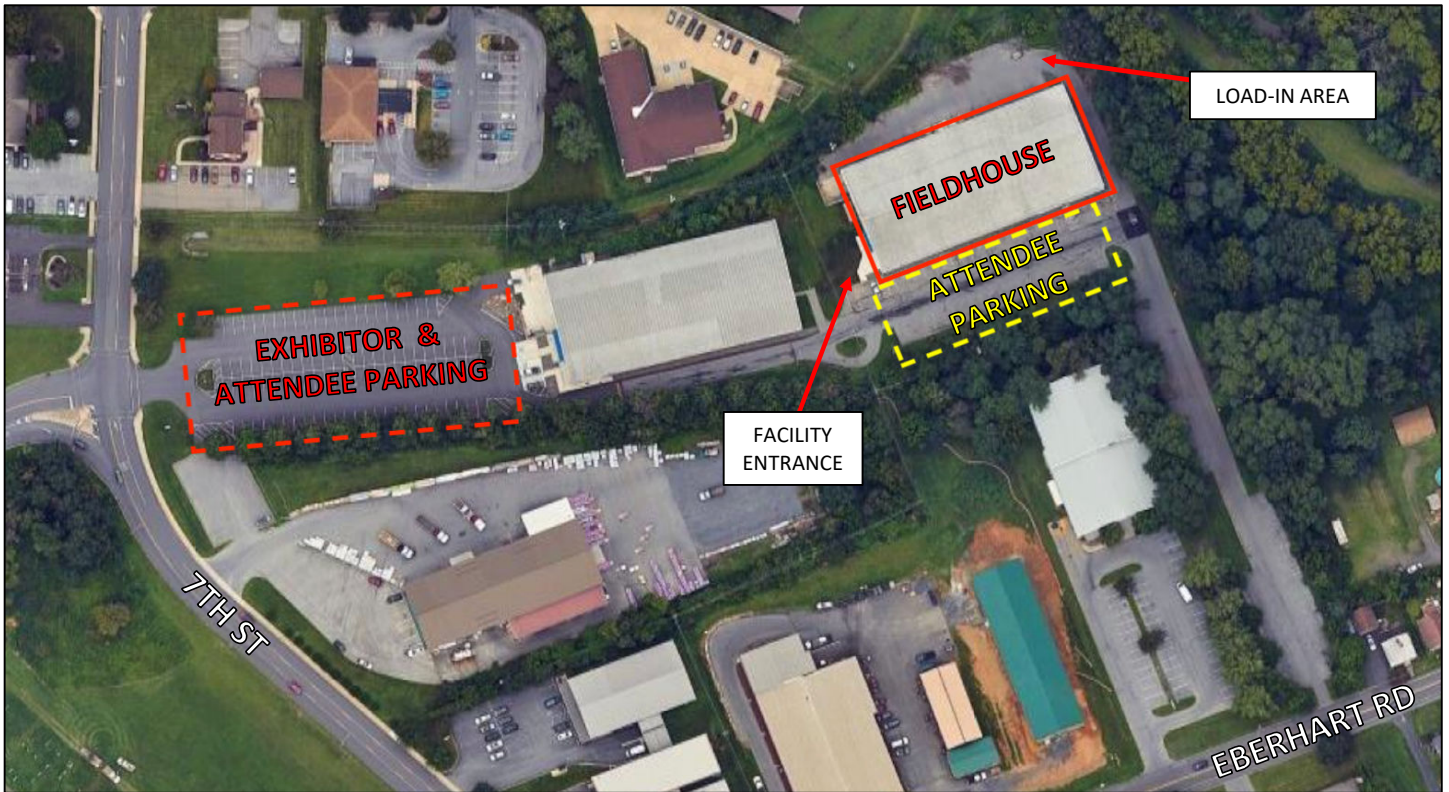 LOAD-IN AREA
FIELDHOUSE
ATTENDEE
PARKING
EXHIBITOR &
ATTENDEE PARKING
FACILITY
ENTRANCE
7TH ST
EBERHART RD